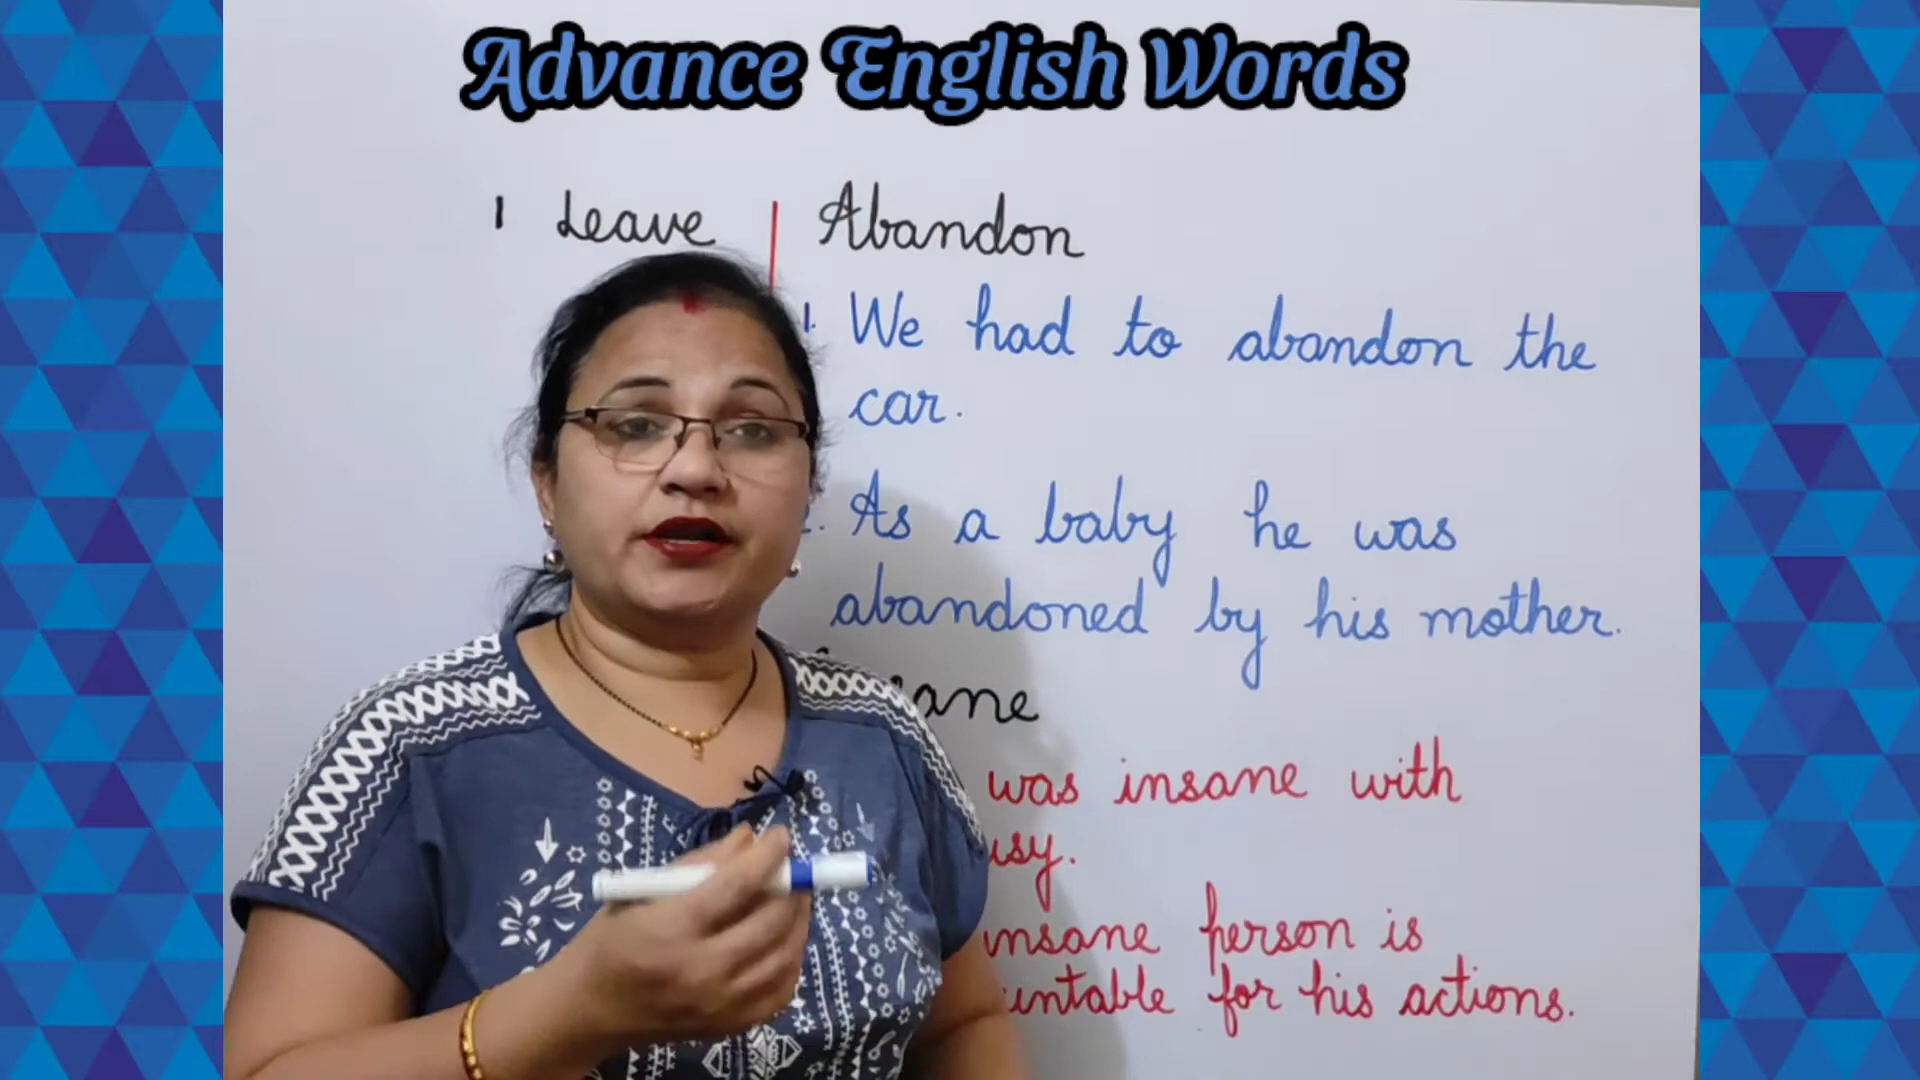 Advance English Words
1 Leave | Abandon
1. We had to abandon the
car.
2. As a baby he was
abandoned by his mother.
was insane with
insane person is
for his actions.